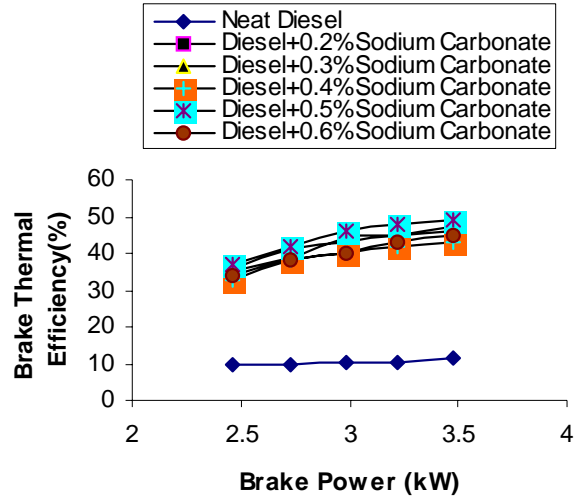 Neat Diesel
Diesel+0.2%Sodium Carbonate
Diesel+0.3%Sodium Carbonate
Diesel+0.4%Sodium Carbonate
Diesel+0.5%Sodium Carbonate
Diesel+0.6%Sodium Carbonate
60
50
40
30
20
10
0
Brake Thermal
Efficiency(%)
2 2.5 3 3.5 4
Brake Power (kW)